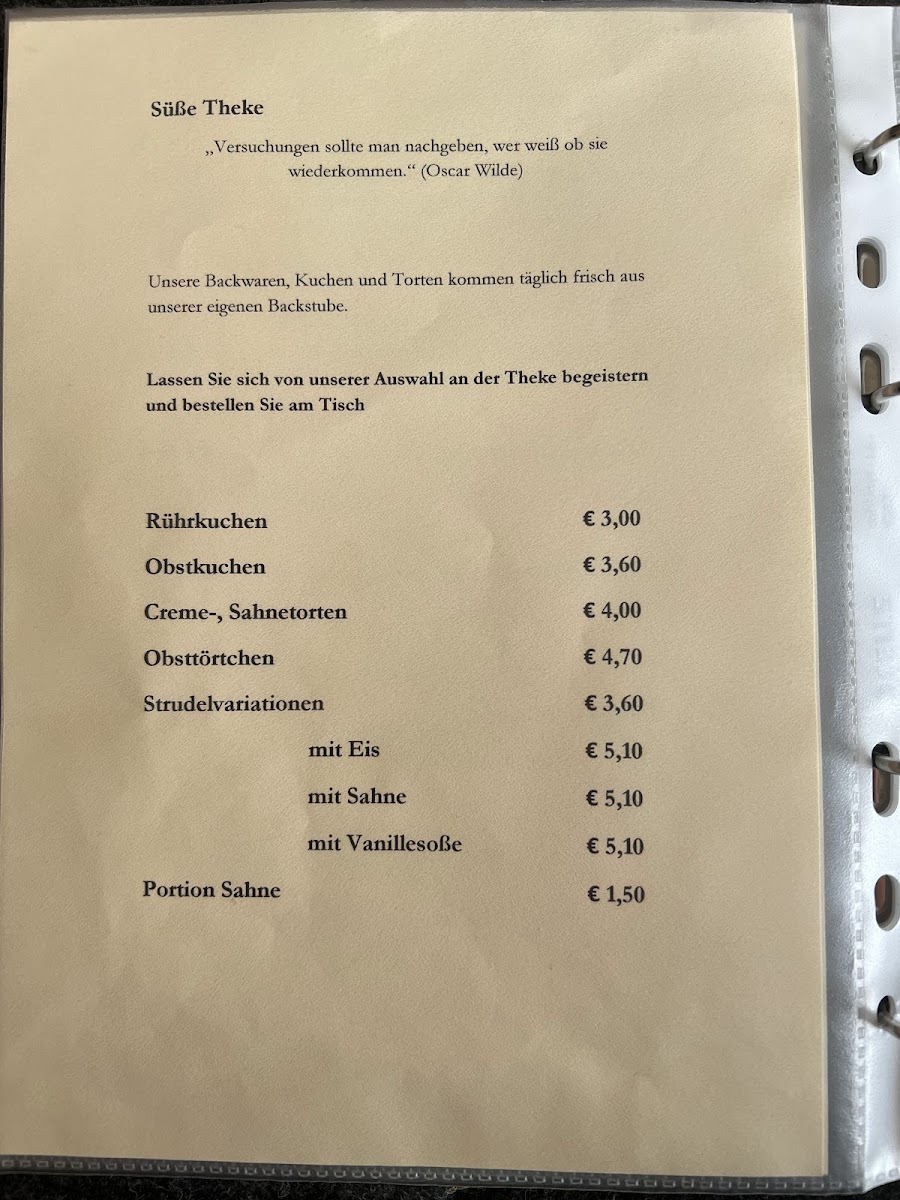 Süße Theke
„Versuchungen sollte man nachgeben, wer weiß ob sie
wiederkommen.“ (Oscar Wilde)
Unsere Backwaren, Kuchen und Torten kommen täglich frisch aus
unserer eigenen Backstube.
Lassen Sie sich von unserer Auswahl an der Theke begeistern
und bestellen Sie am Tisch
Rührkuchen € 3,00
Obstkuchen € 3,60
Creme-, Sahnetorten € 4,00
Obsttörtchen € 4,70
Strudelvariationen € 3,60
mit Eis € 5,10
mit Sahne € 5,10
mit Vanillesoße € 5,10
Portion Sahne € 1,50